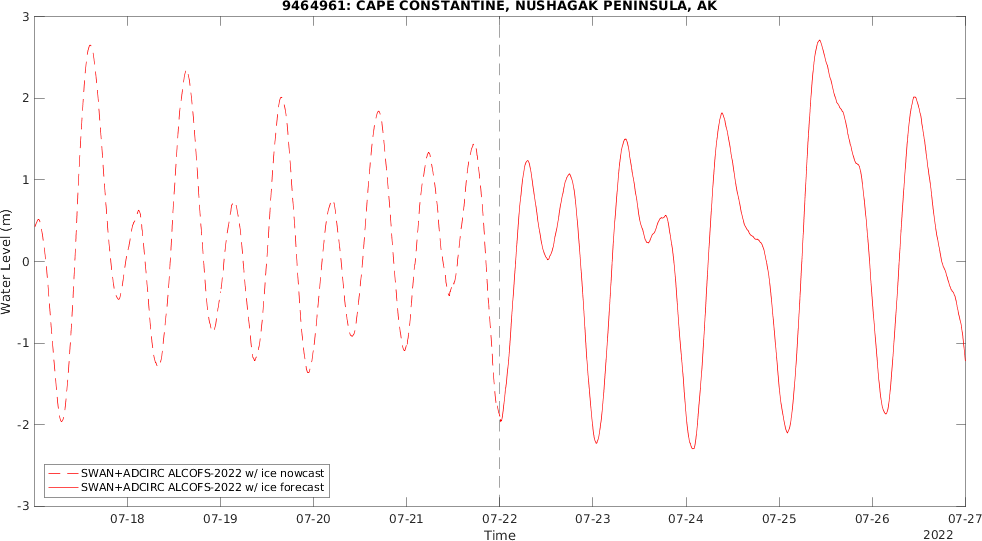 9464961: CAPE CONSTANTINE, NUSHAGAK PENINSULA, AK
3
2
1
0
-1
-2
-3
Water Level (m)
SWAN+ADCIRC ALCOFS-2022 w/ ice nowcast
SWAN+ADCIRC ALCOFS-2022 w/ ice forecast
07-18 07-19 07-20 07-21 07-22 07-23 07-24 07-25 07-26 07-27
Time
2022